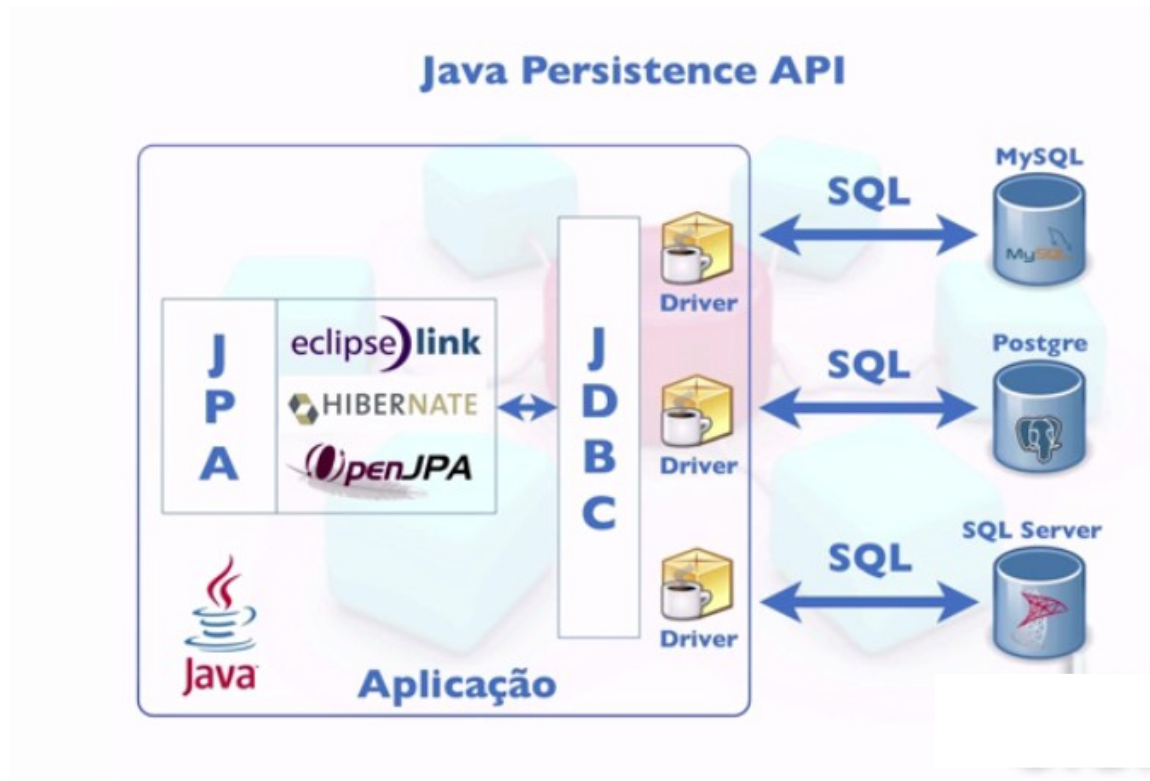 Java Persistence API
MySQL
SQL
MySQL
Driver
J
P
A
eclipse)link
HIBERNATE
OpenJPA
J
D
B
C
SQL
Postgre
Driver
SQL
SQL Server
Driver
Java
Aplicação